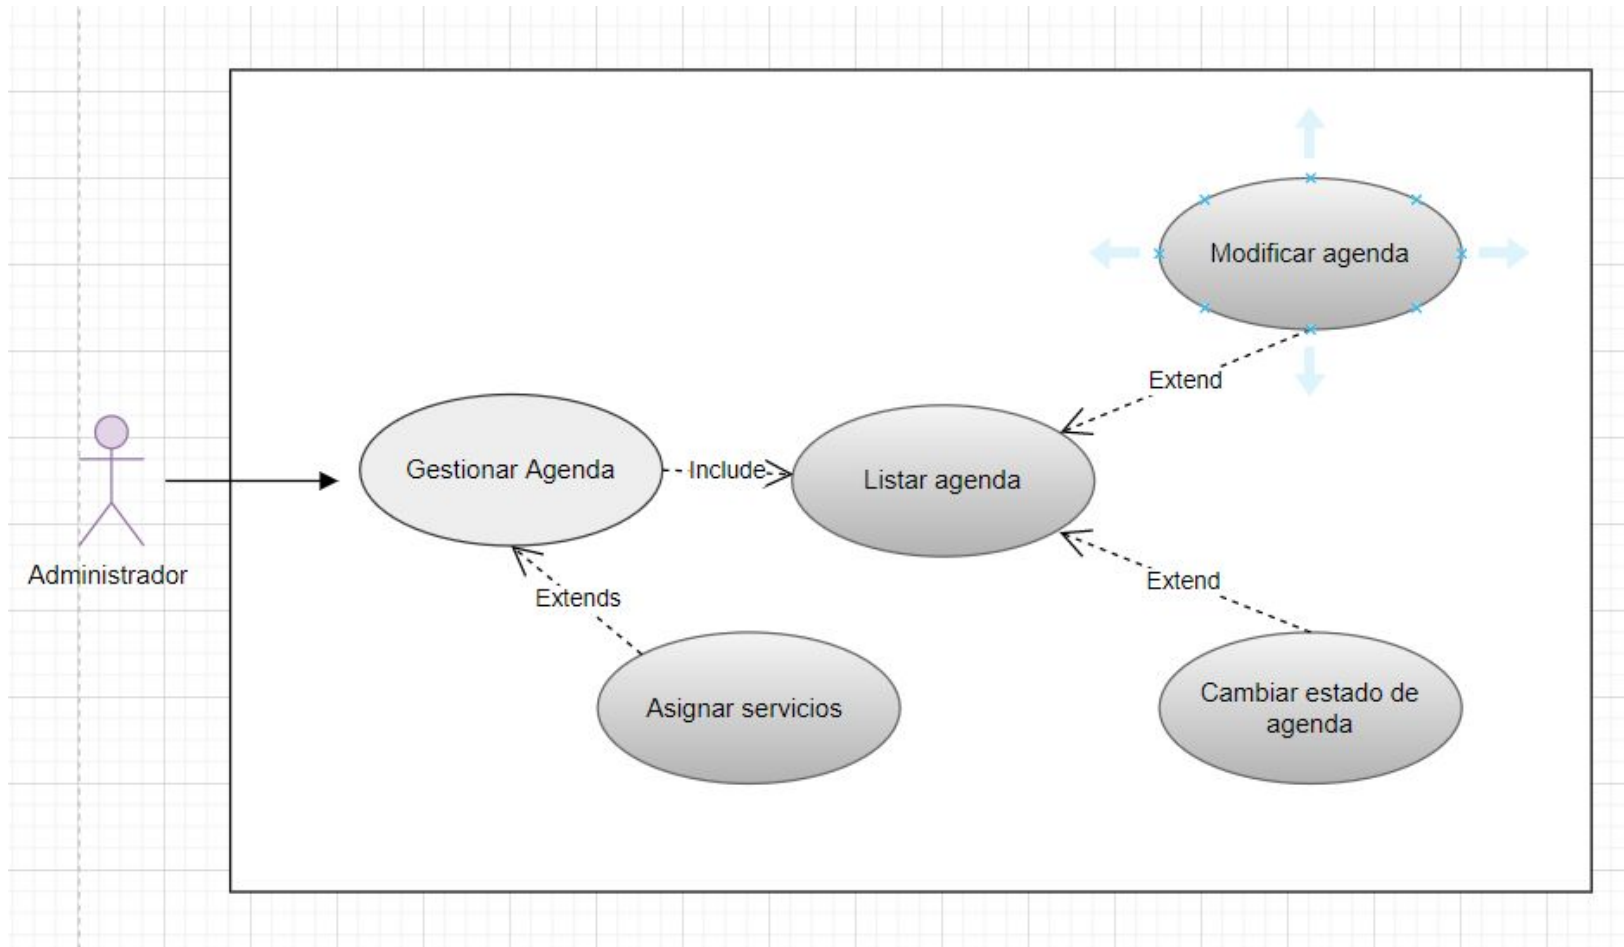 Modificar agenda
Extend
Gestionar Agenda
Include
Listar agenda
Administrador
Extends
Extend
Asignar servicios
Cambiar estado de
agenda